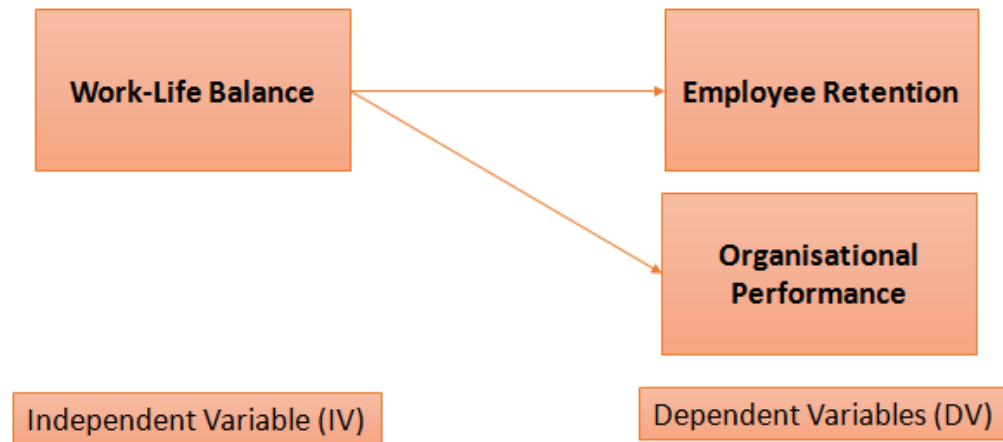 Work-Life Balance
Employee Retention
Organisational
Performance
Independent Variable (IV)
Dependent Variables (DV)